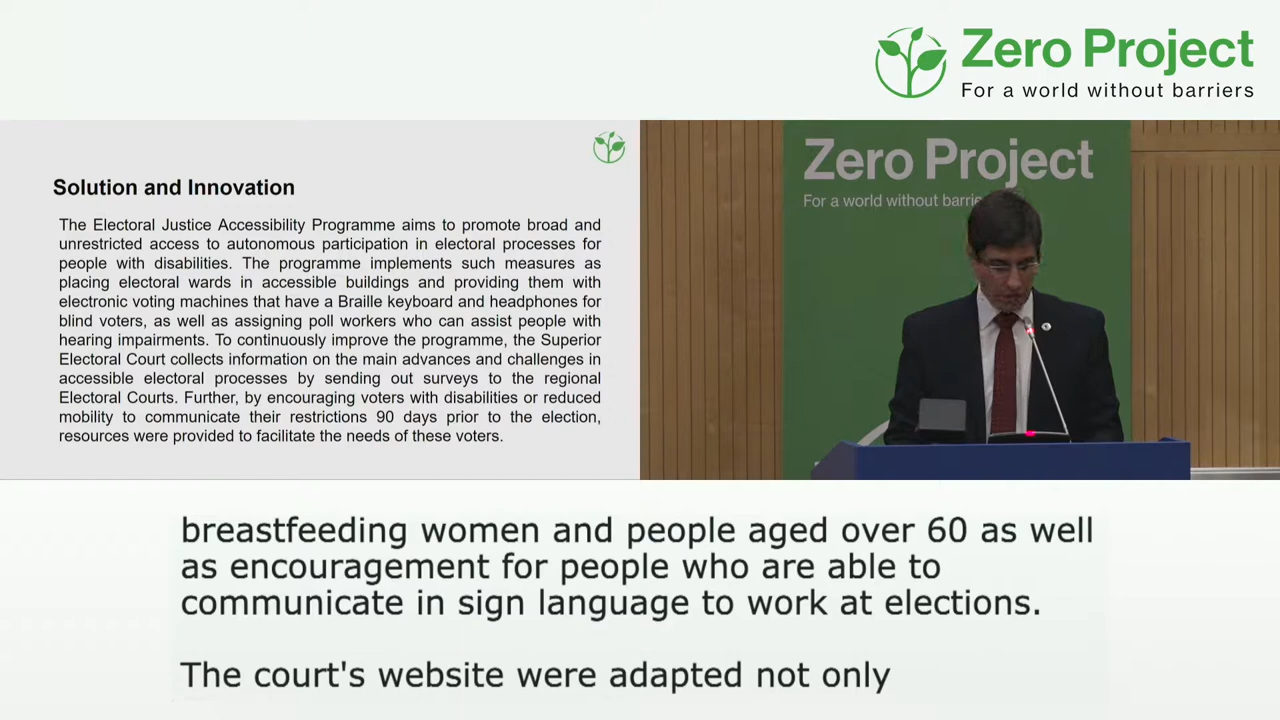 Zero Project
For a world without barriers
Solution and Innovation
The Electoral Justice Accessibility Programme aims to promote broad and
unrestricted access to autonomous participation in electoral processes for
people with disabilities. The programme implements such measures as
placing electoral wards in accessible buildings and providing them with
electronic voting machines that have a Braille keyboard and headphones for
blind voters, as well as assigning poll workers who can assist people with
hearing impairments. To continuously improve the programme, the Superior
Electoral Court collects information on the main advances and challenges in
accessible electoral processes by sending out surveys to the regional
Electoral Courts. Further, by encouraging voters with disabilities or reduced
mobility to communicate their restrictions 90 days prior to the election,
resources were provided to facilitate the needs of these voters.
Zero Project
For a world without barrie
breastfeeding women and people aged over 60 as well
as encouragement for people who are able to
communicate in sign language to work at elections.
The court's website were adapted not only